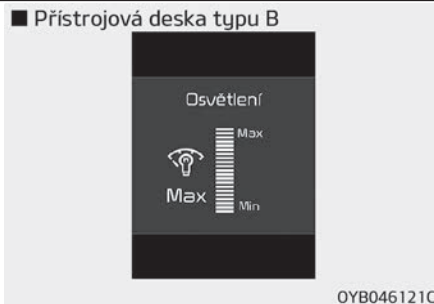 ■ Přístrojová deska typu B
Osvětlení
Max
Max
Min
OYB046121C